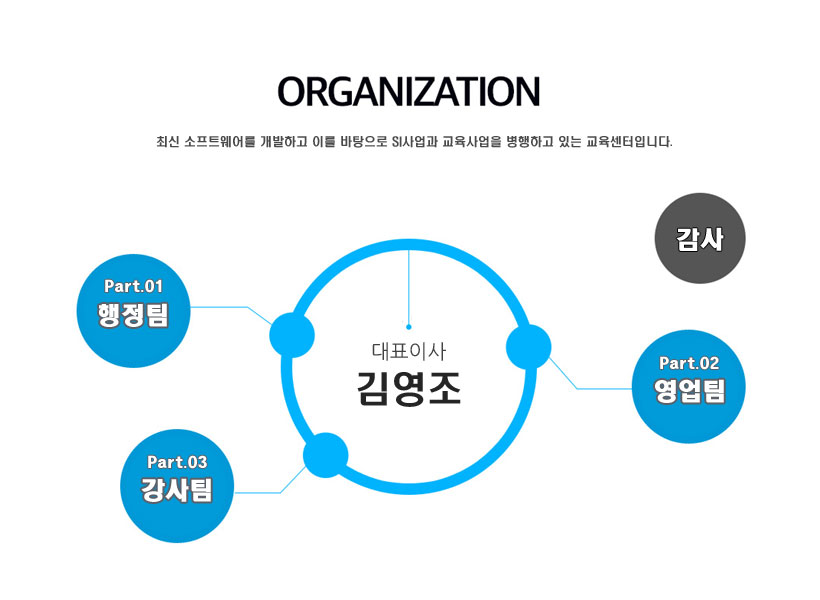 ORGANIZATION
최신 소프트웨어를 개발하고 이를 바탕으로 SI사업과 교육사업을 병행하고 있는 교육센터입니다.
감사
Part.01
행정팀
대표이사
김영조
Part.02
영업팀
Part.03
강사팀